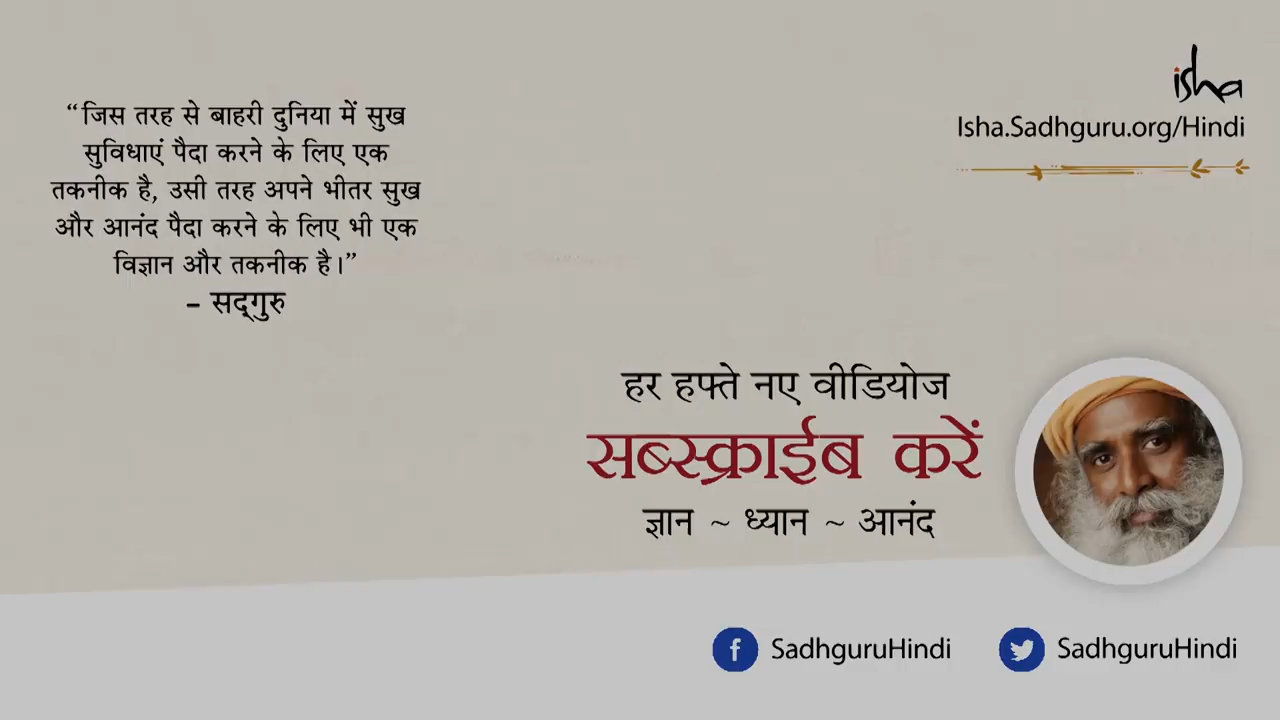 “जिस तरह से बाहरी दुनिया में सुख
सुविधाएं पैदा करने के लिए एक
तकनीक है, उसी तरह अपने भीतर सुख
और आनंद पैदा करने के लिए भी एक
विज्ञान और तकनीक है।”
– सद्‌गुरु
isha
Isha.Sadhguru.org/Hindi
हर हफ्ते नए वीडियोज
सब्स्क्राईब करें
ज्ञान ~ ध्यान ~ आनंद
SadhguruHindi
SadhguruHindi